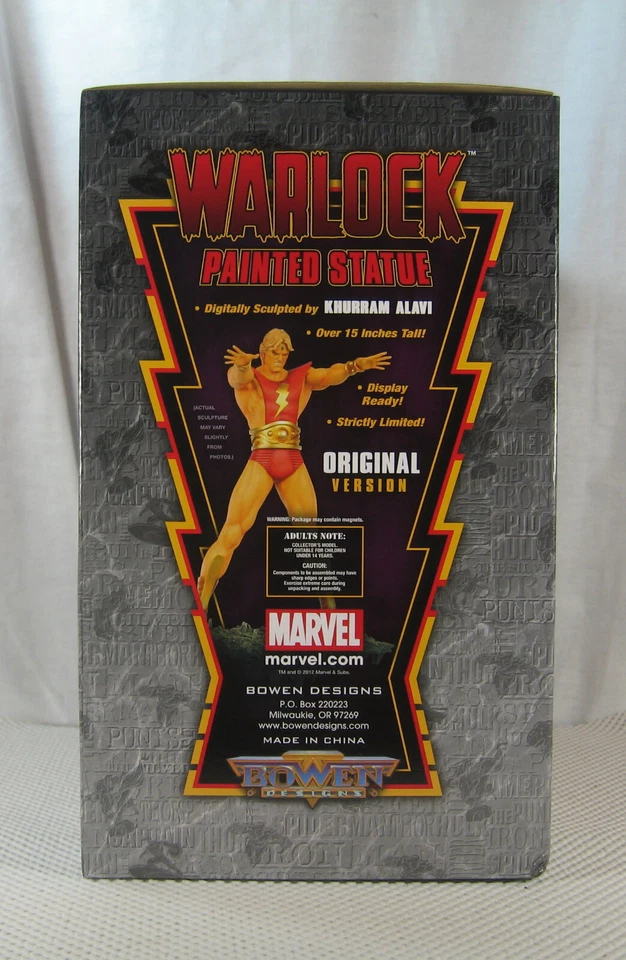 WARLOCK™
PAINTED STATUE
• Digitally Sculpted by KHURRAM ALAVI
• Over 15 Inches Tall!
• Display
Ready!
• Strictly Limited!
(ACTUAL
SCULPTURE
MAY VARY
SLIGHTLY
FROM
PHOTOS.)
ORIGINAL
VERSION
WARNING: Package may contain magnets.
ADULTS NOTE:
COLLECTOR'S MODEL.
NOT SUITABLE FOR CHILDREN
UNDER 14 YEARS.
CAUTION:
Components to be assembled may have
sharp edges or points.
Exercise extreme care during
unpacking and assembly.
MARVEL
marvel.com
TM and © 2012 Marvel & Subs.
BOWEN DESIGNS
P.O. Box 220223
Milwaukie, OR 97269
www.bowendesigns.com
MADE IN CHINA
BOWEN
DESIGNS